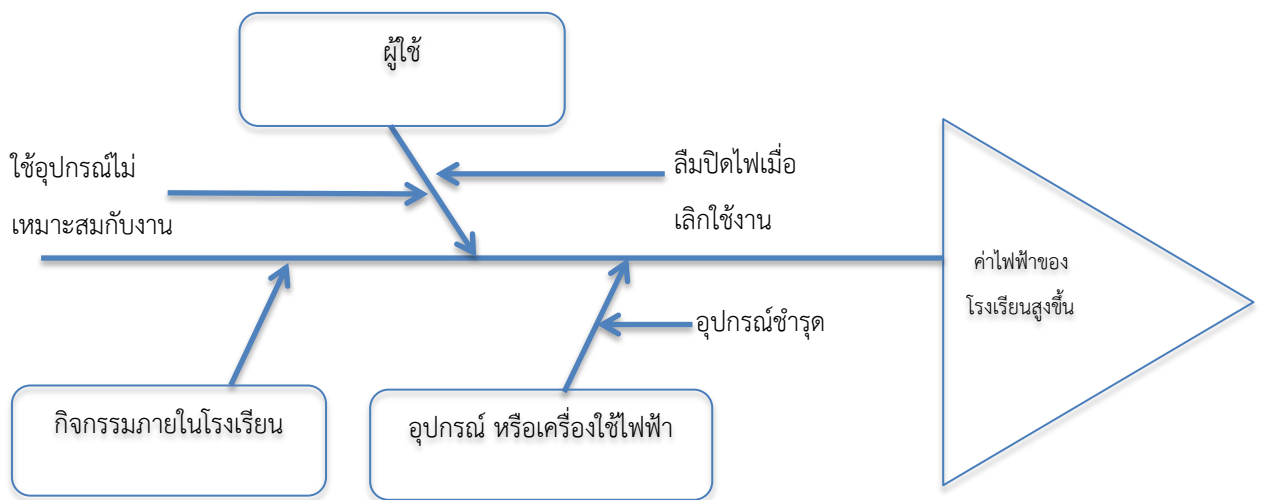 ผู้ใช้
ใช้อุปกรณ์ไม่
เหมาะสมกับงาน
ลืมปิดไฟเมื่อ
เลิกใช้งาน
ค่าไฟฟ้าของ
โรงเรียนสูงขึ้น
อุปกรณ์ชำรุด
กิจกรรมภายในโรงเรียน
อุปกรณ์ หรือเครื่องใช้ไฟฟ้า